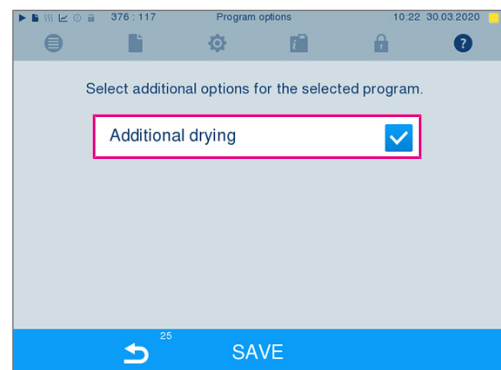 376 : 117 Program options 10:22 30.03.2020
Select additional options for the selected program.
Additional drying
25
SAVE